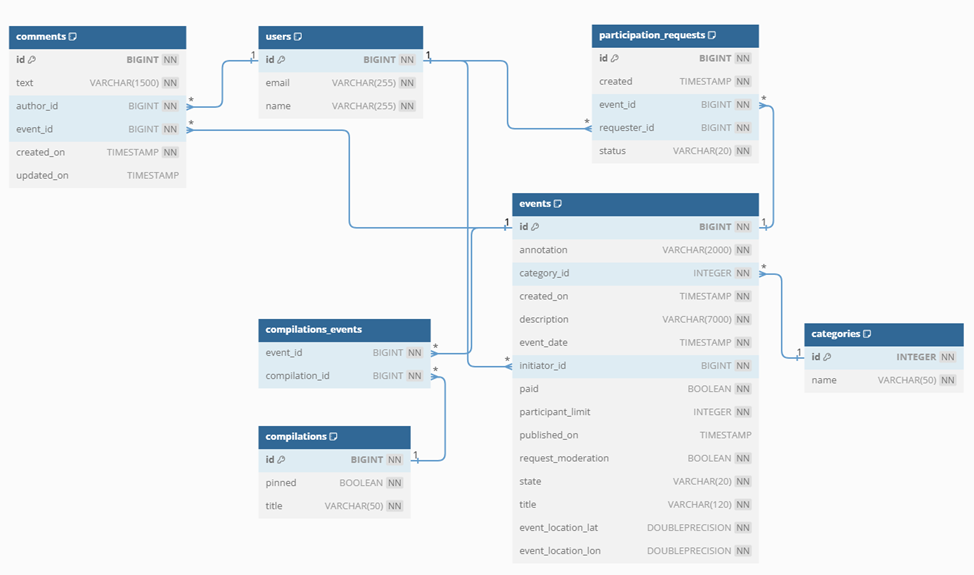 comments
id BIGINT NN
text VARCHAR(1500) NN
author_id BIGINT NN
event_id BIGINT NN
created_on TIMESTAMP NN
updated_on TIMESTAMP
users
id BIGINT NN
email VARCHAR(255) NN
name VARCHAR(255) NN
participation_requests
id BIGINT NN
created TIMESTAMP NN
event_id BIGINT NN
requester_id BIGINT NN
status VARCHAR(20) NN
events
id BIGINT NN
annotation VARCHAR(2000) NN
category_id INTEGER NN
created_on TIMESTAMP NN
description VARCHAR(7000) NN
event_date TIMESTAMP NN
initiator_id BIGINT NN
paid BOOLEAN NN
participant_limit INTEGER NN
published_on TIMESTAMP
request_moderation BOOLEAN NN
state VARCHAR(20) NN
title VARCHAR(120) NN
event_location_lat DOUBLEPRECISION NN
event_location_lon DOUBLEPRECISION NN
compilations_events
event_id BIGINT NN
compilation_id BIGINT NN
compilations
id BIGINT NN
pinned BOOLEAN NN
title VARCHAR(50) NN
categories
id INTEGER NN
name VARCHAR(50) NN
1
*
*
1
*
*
1
1
*
*
*
*
1
1